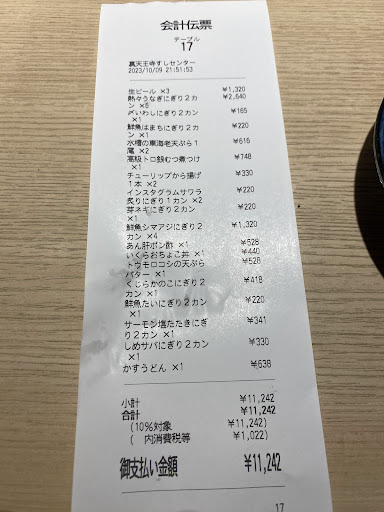 会計伝票
テーブル
17
裏天王寺すしセンター
2023/10/09 21:51:53
生ビール ×3 ¥1,320
熱々うなぎにぎり２カ ¥2,640
ン ×6
〆いわしにぎり２カン ¥165
×1
鮮魚はまちにぎり２カ ¥220
ン ×1
水槽の東海老天ぷら１ ¥616
尾 ×2
高級トロ銀むつ煮つけ ¥748
×1
チューリップから揚げ ¥330
１本 ×2
インスタグラムサワラ ¥220
炙りにぎり１カン ×2
芽ネギにぎり２カン ¥220
×1
鮮魚シマアジにぎり２ ¥1,320
カン ×4
あん肝ポン酢 ×1 ¥528
いくらおちょこ丼 ×1 ¥440
トウモロコシの天ぷら ¥528
バター ×1
くじらかのこにぎり２ ¥418
カン ×1
鮮魚たいにぎり２カン ¥220
×1
サーモン塩たたきにぎ ¥341
り２カン ×1
しめサバにぎり２カン ¥330
×1
かすうどん ×1 ¥638
小計 ¥11,242
合計 ¥11,242
(10%対象 ¥11,242)
( 内消費税等 ¥1,022)
御支払い金額 ¥11,242
17